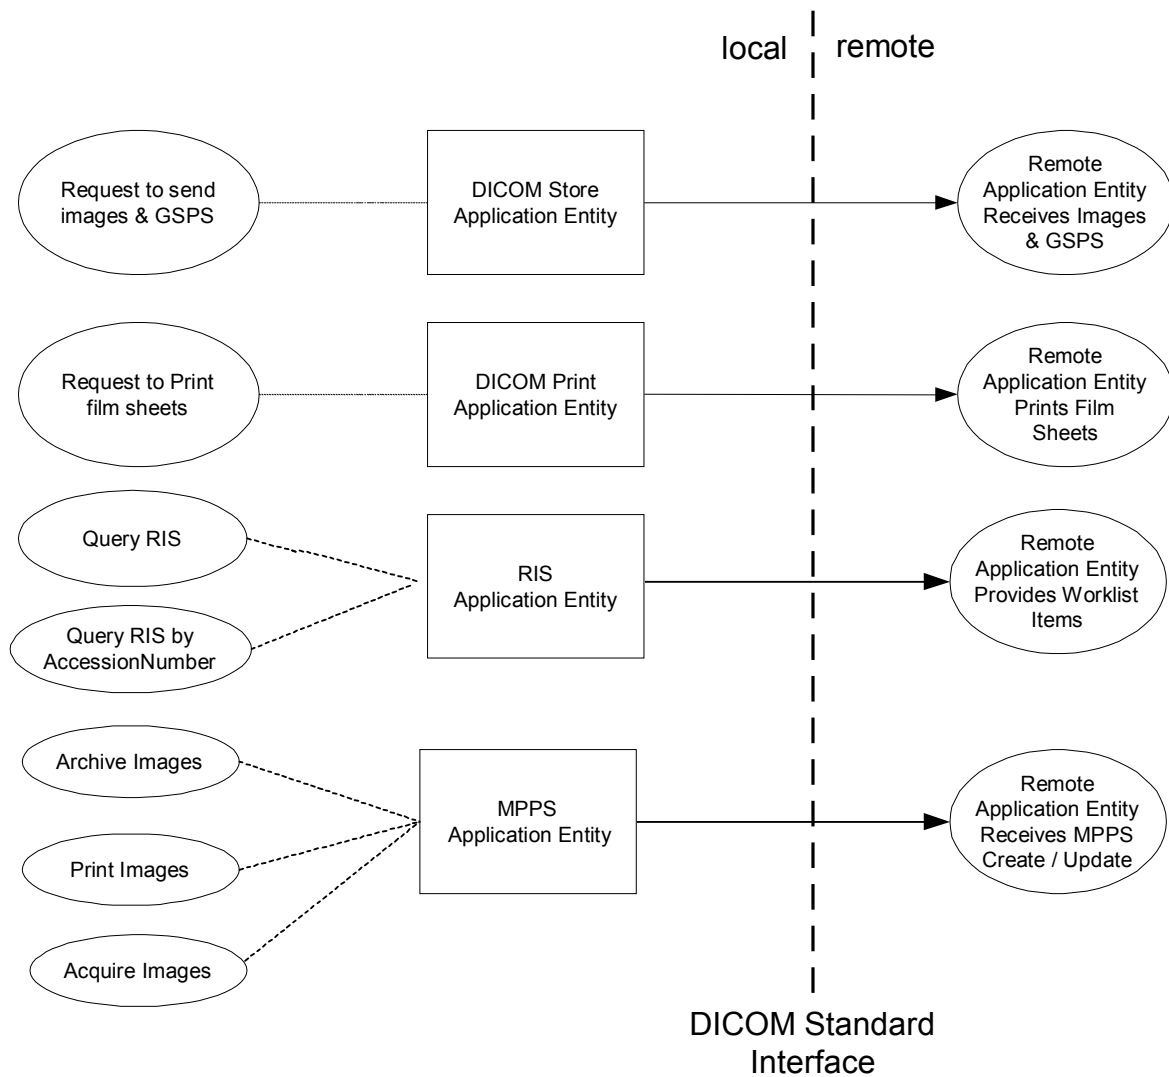 local
remote
Request to send
images & GSPS
DICOM Store
Application Entity
Remote
Application Entity
Receives Images
& GSPS
Request to Print
film sheets
DICOM Print
Application Entity
Remote
Application Entity
Prints Film
Sheets
Query RIS
Query RIS by
AccessionNumber
RIS
Application Entity
Remote
Application Entity
Provides Worklist
Items
Archive Images
Print Images
Acquire Images
MPPS
Application Entity
Remote
Application Entity
Receives MPPS
Create / Update
DICOM Standard
Interface